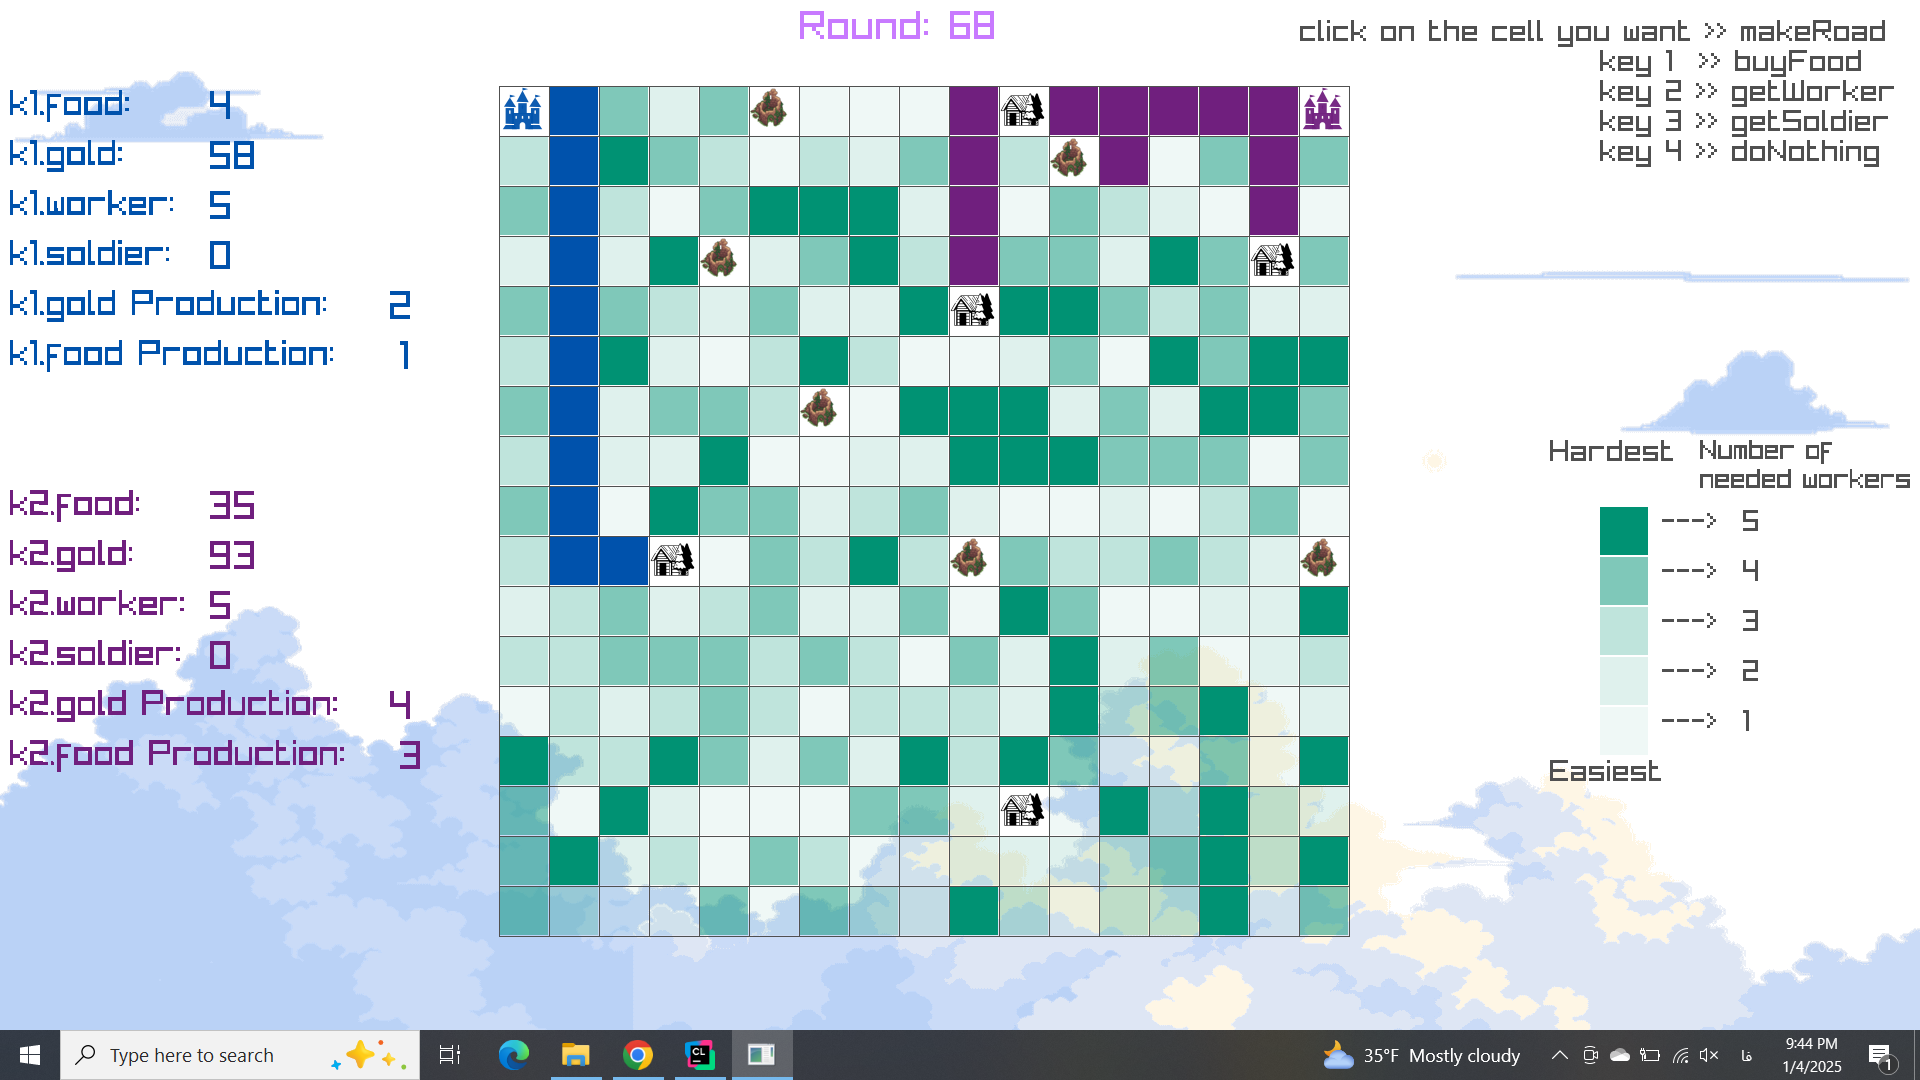 Round: 68
click on the cell you want >> makeRoad
key 1 >> buyFood
key 2 >> getWorker
key 3 >> getSoldier
key 4 >> doNothing
k1.food: 4
k1.gold: 58
k1.worker: 5
k1.soldier: 0
k1.gold Production: 2
k1.food Production: 1
k2.food: 35
k2.gold: 93
k2.worker: 5
k2.soldier: 0
k2.gold Production: 4
k2.food Production: 3
Hardest
Number of
needed workers
---> 5
---> 4
---> 3
---> 2
---> 1
Easiest
Type here to search
CL
35°F Mostly cloudy
فا
9:44 PM
1/4/2025
1